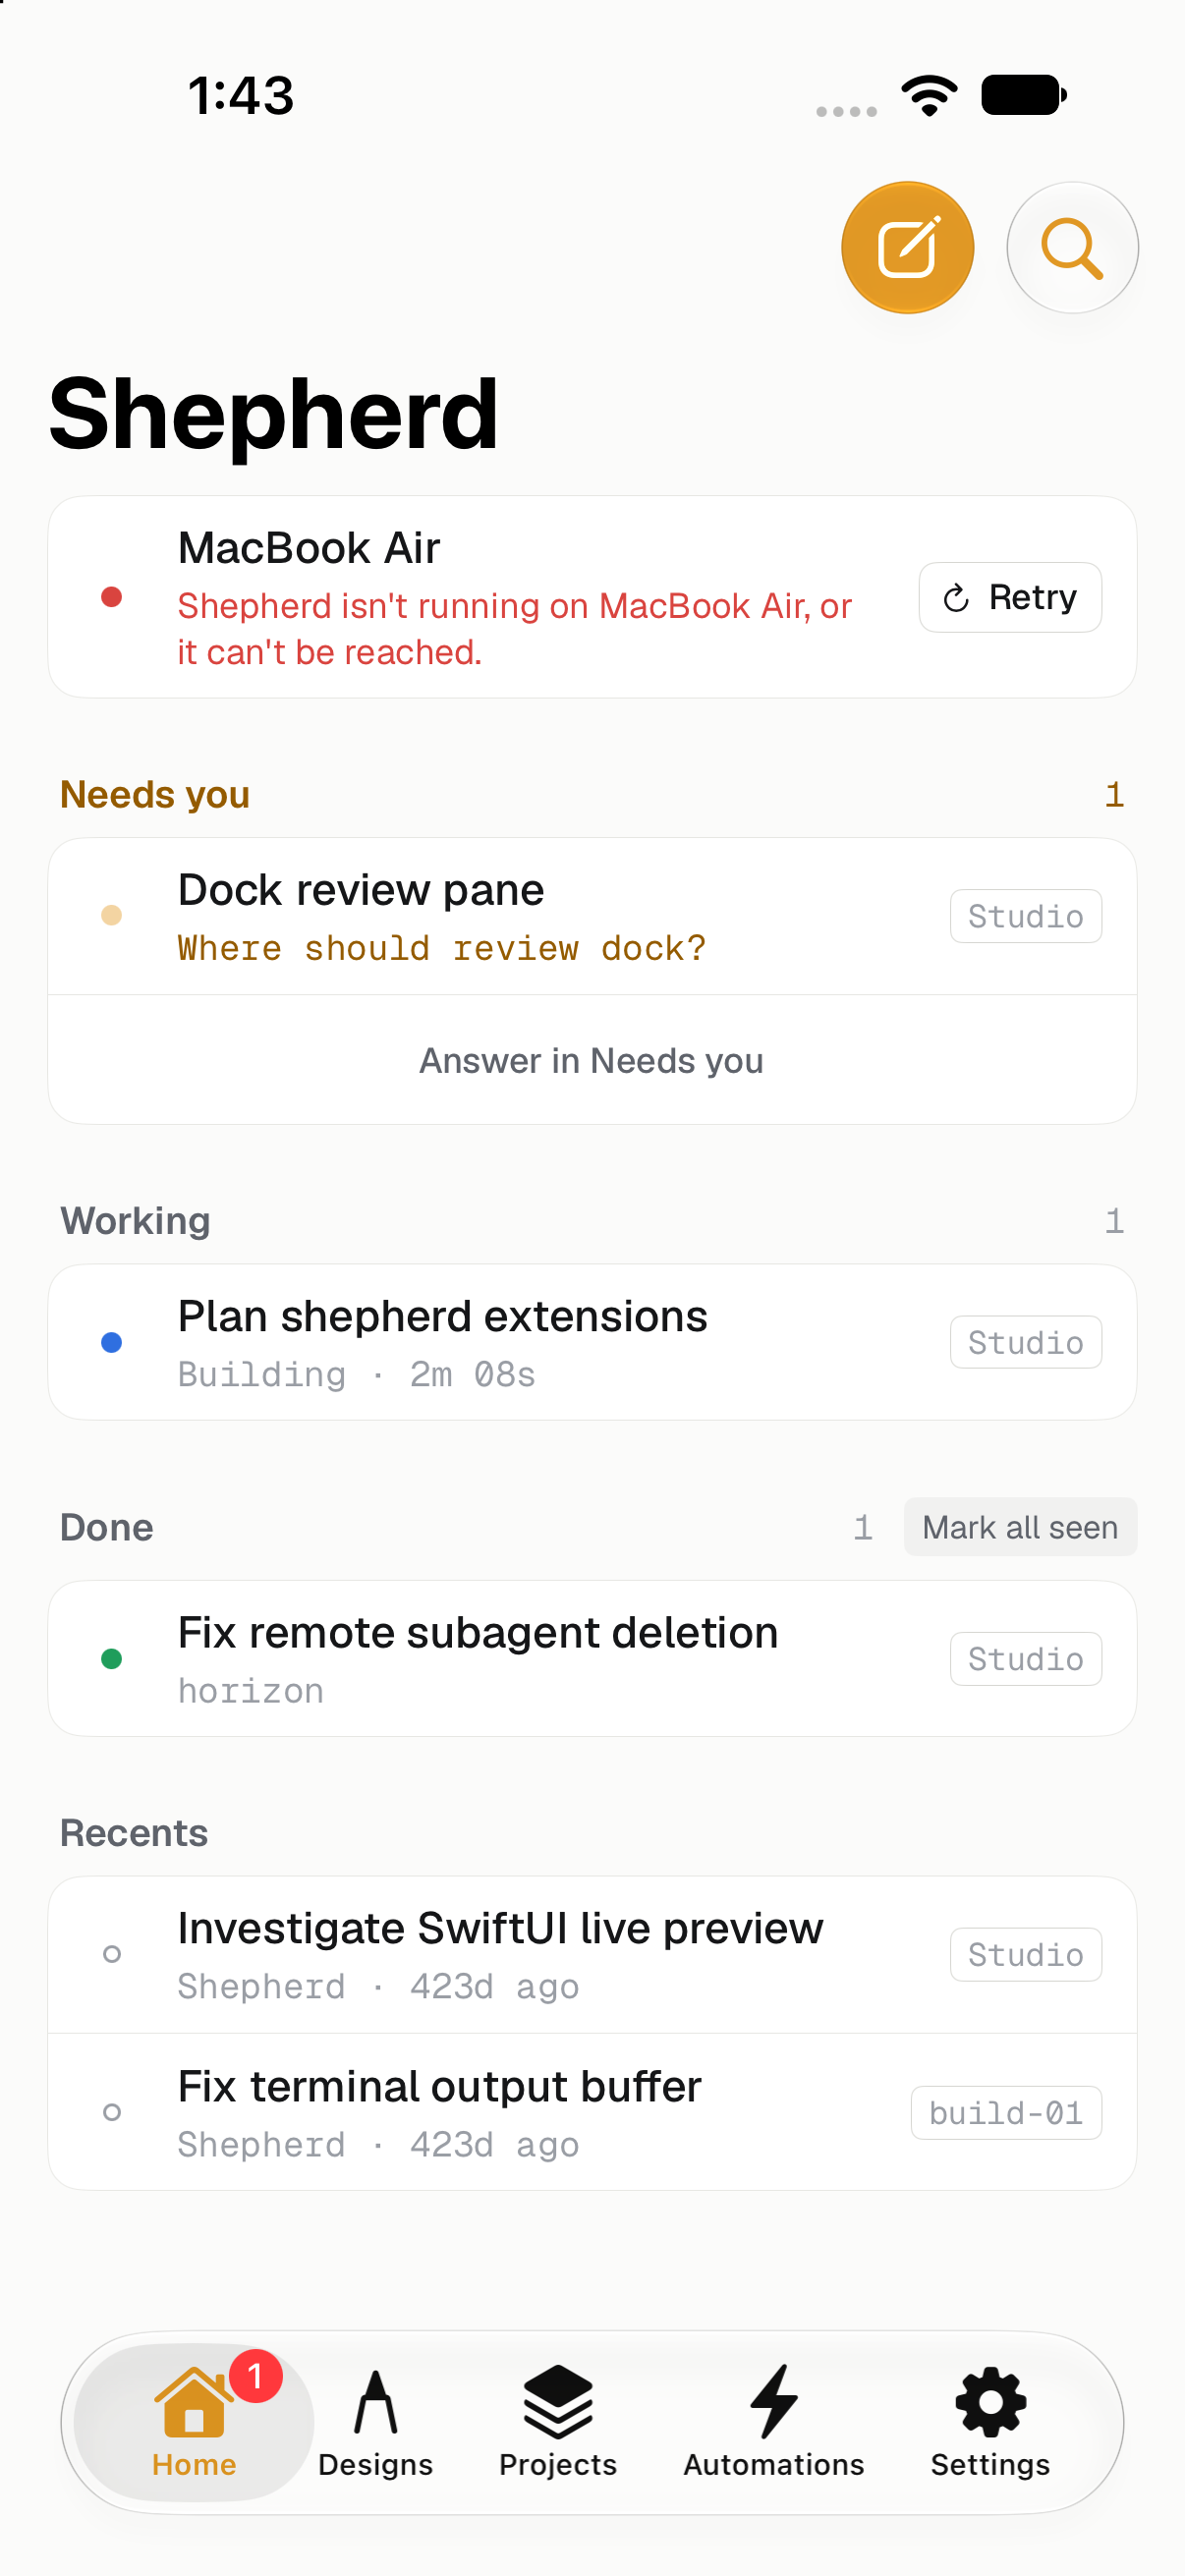 1:43
Shepherd
MacBook Air
Shepherd isn't running on MacBook Air, or
it can't be reached.
Retry
Needs you 1
Dock review pane
Where should review dock?
Studio
Answer in Needs you
Working 1
Plan shepherd extensions
Building · 2m 08s
Studio
Done 1 Mark all seen
Fix remote subagent deletion
horizon
Studio
Recents
Investigate SwiftUI live preview
Shepherd · 423d ago
Studio
Fix terminal output buffer
Shepherd · 423d ago
build-01
1
Home Designs Projects Automations Settings